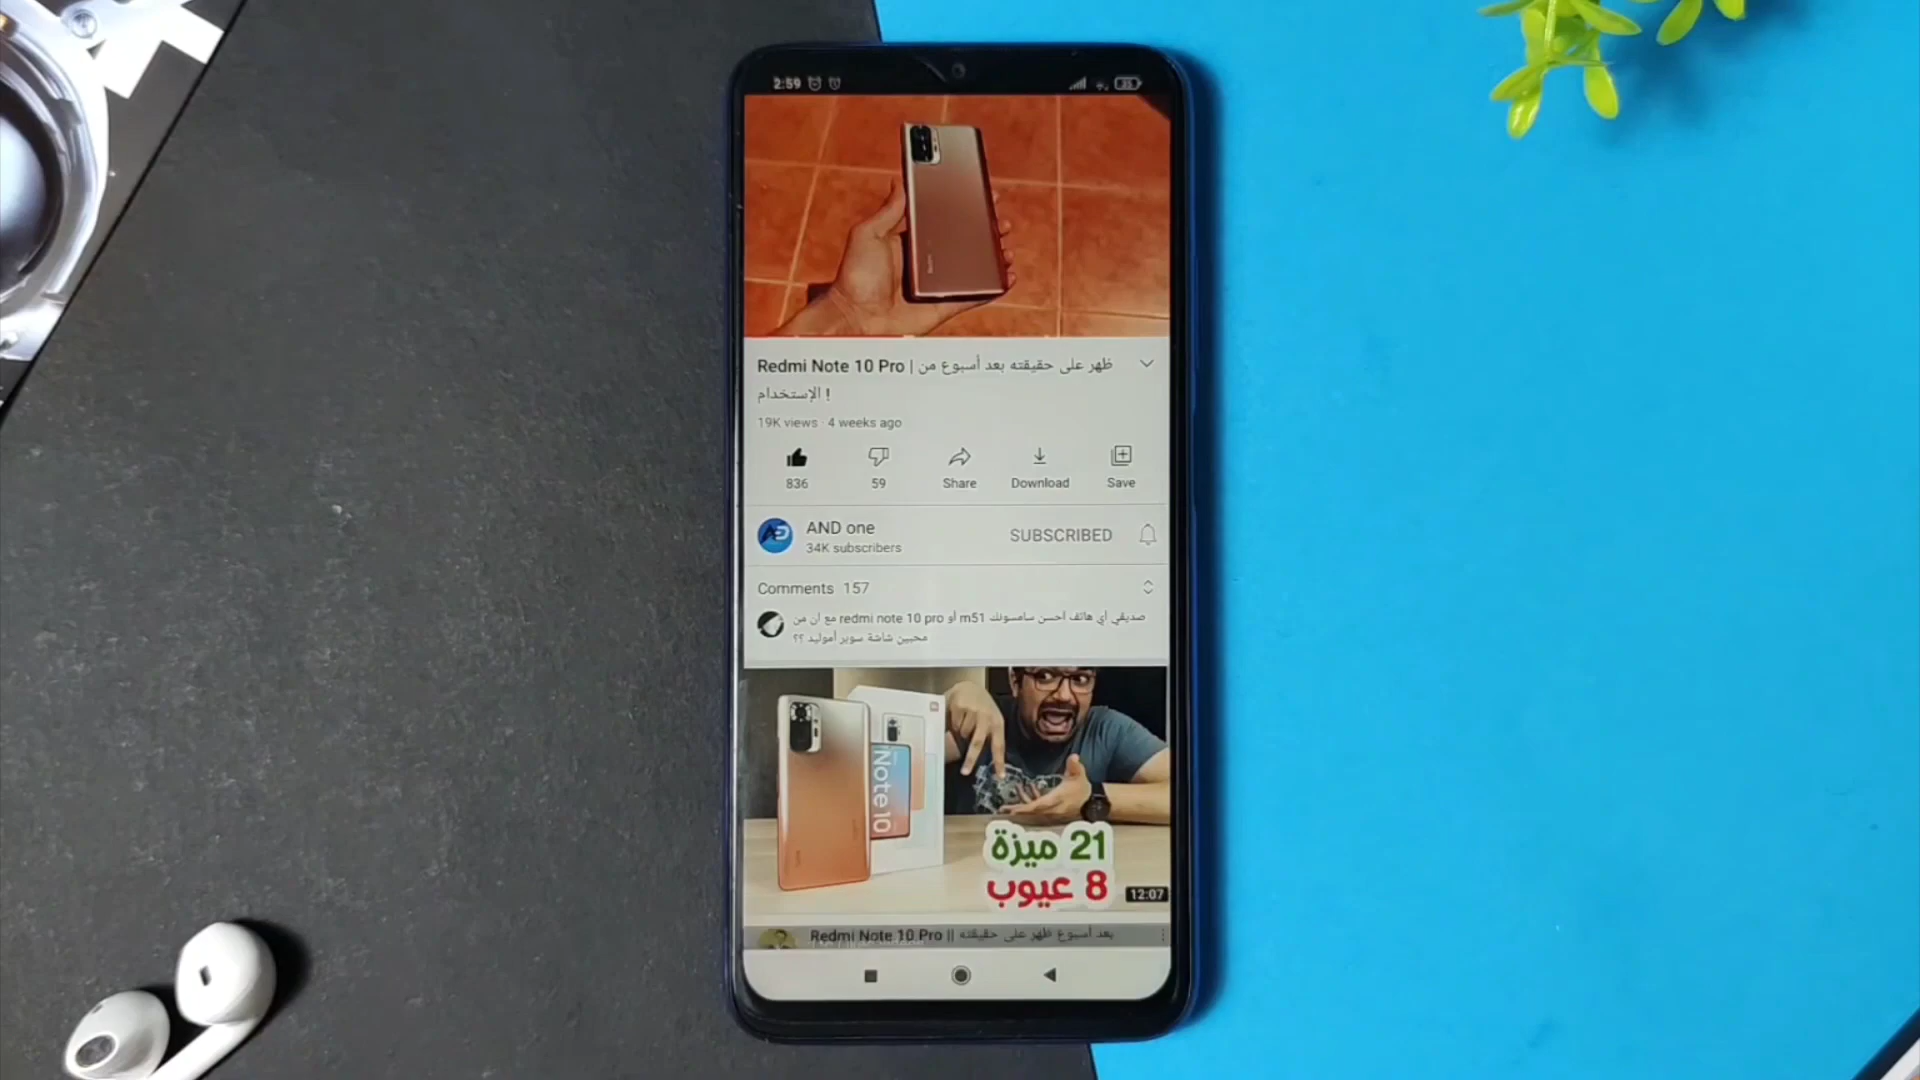 2:59
35
Redmi Note 10 Pro | ظهر على حقيقته بعد أسبوع من
الإستخدام !
19K views · 4 weeks ago
836
59
Share
Download
Save
AND one
34K subscribers
SUBSCRIBED
Comments 157
صديقي أي هاتف احسن سامسونك m51 أو redmi note 10 pro مع ان من
محبين شاشة سوبر أموليد ؟؟
Note 10
21 ميزة
8 عيوب
12:07
Redmi Note 10 Pro || بعد أسبوع ظهر على حقيقته